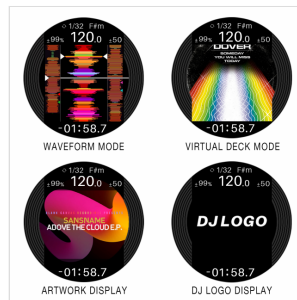 1/32 F#m
±99% 120.0 ±50
-01:58.7
WAVEFORM MODE
1/32 F#m
±99% 120.0 ±50
DOVER
SOMEDAY
YOU WILL MISS
TODAY
-01:58.7
VIRTUAL DECK MODE
1/32 F#m
±99% 120.0 ±50
SANSNAME
ADOVE THE CLOUD E.P.
-01:58.7
ARTWORK DISPLAY
1/32 F#m
±99% 120.0 ±50
DJ LOGO
-01:58.7
DJ LOGO DISPLAY